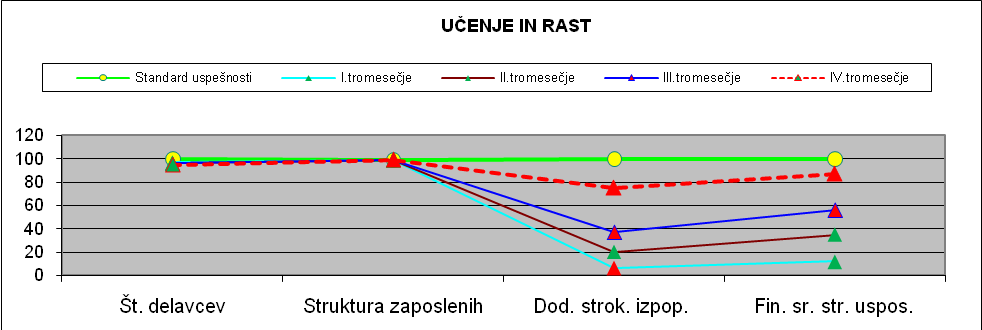 UČENJE IN RAST
Standard uspešnosti I.tromesečje II.tromesečje III.tromesečje IV.tromesečje
120
100
80
60
40
20
0
Št. delavcev Struktura zaposlenih Dod. strok. izpop. Fin. sr. str. uspos.